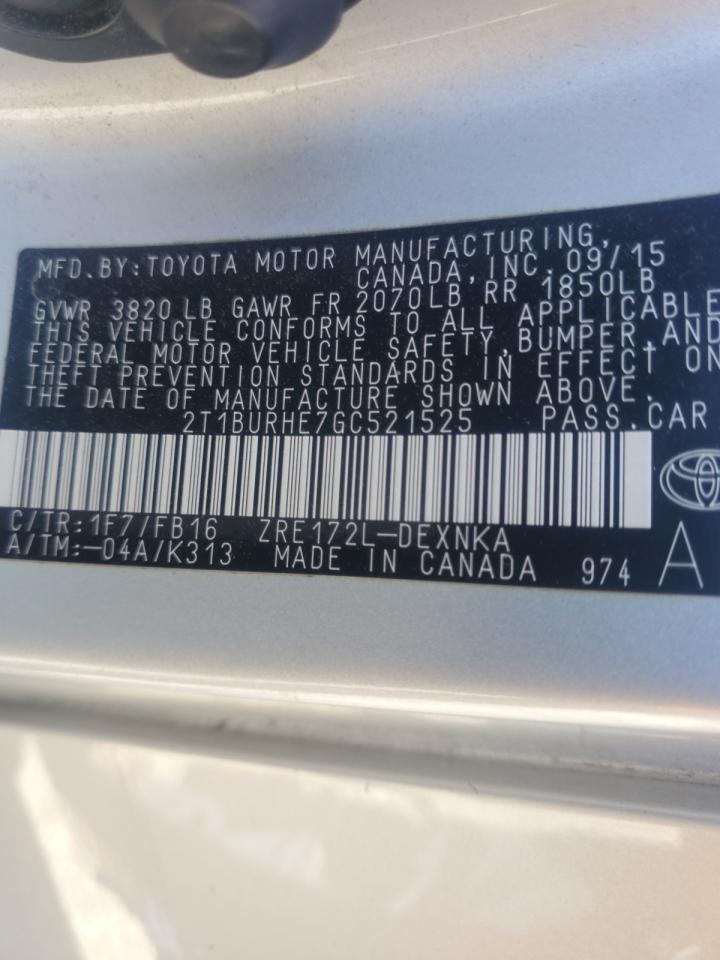 MFD.BY:TOYOTA MOTOR MANUFACTURING,
CANADA,INC. 09/15
GVWR 3820 LB GAWR FR 2070LB RR 1850LB
THIS VEHICLE CONFORMS TO ALL APPLICABLE
FEDERAL MOTOR VEHICLE SAFETY,BUMPER,AND
THEFT PREVENTION STANDARDS IN EFFECT ON
THE DATE OF MANUFACTURE SHOWN ABOVE.
2T1BURHE7GC521525 PASS.CAR
C/TR:1F7/FB16 ZRE172L-DEXNKA
A/TM:-04A/K313 MADE IN CANADA 974 A